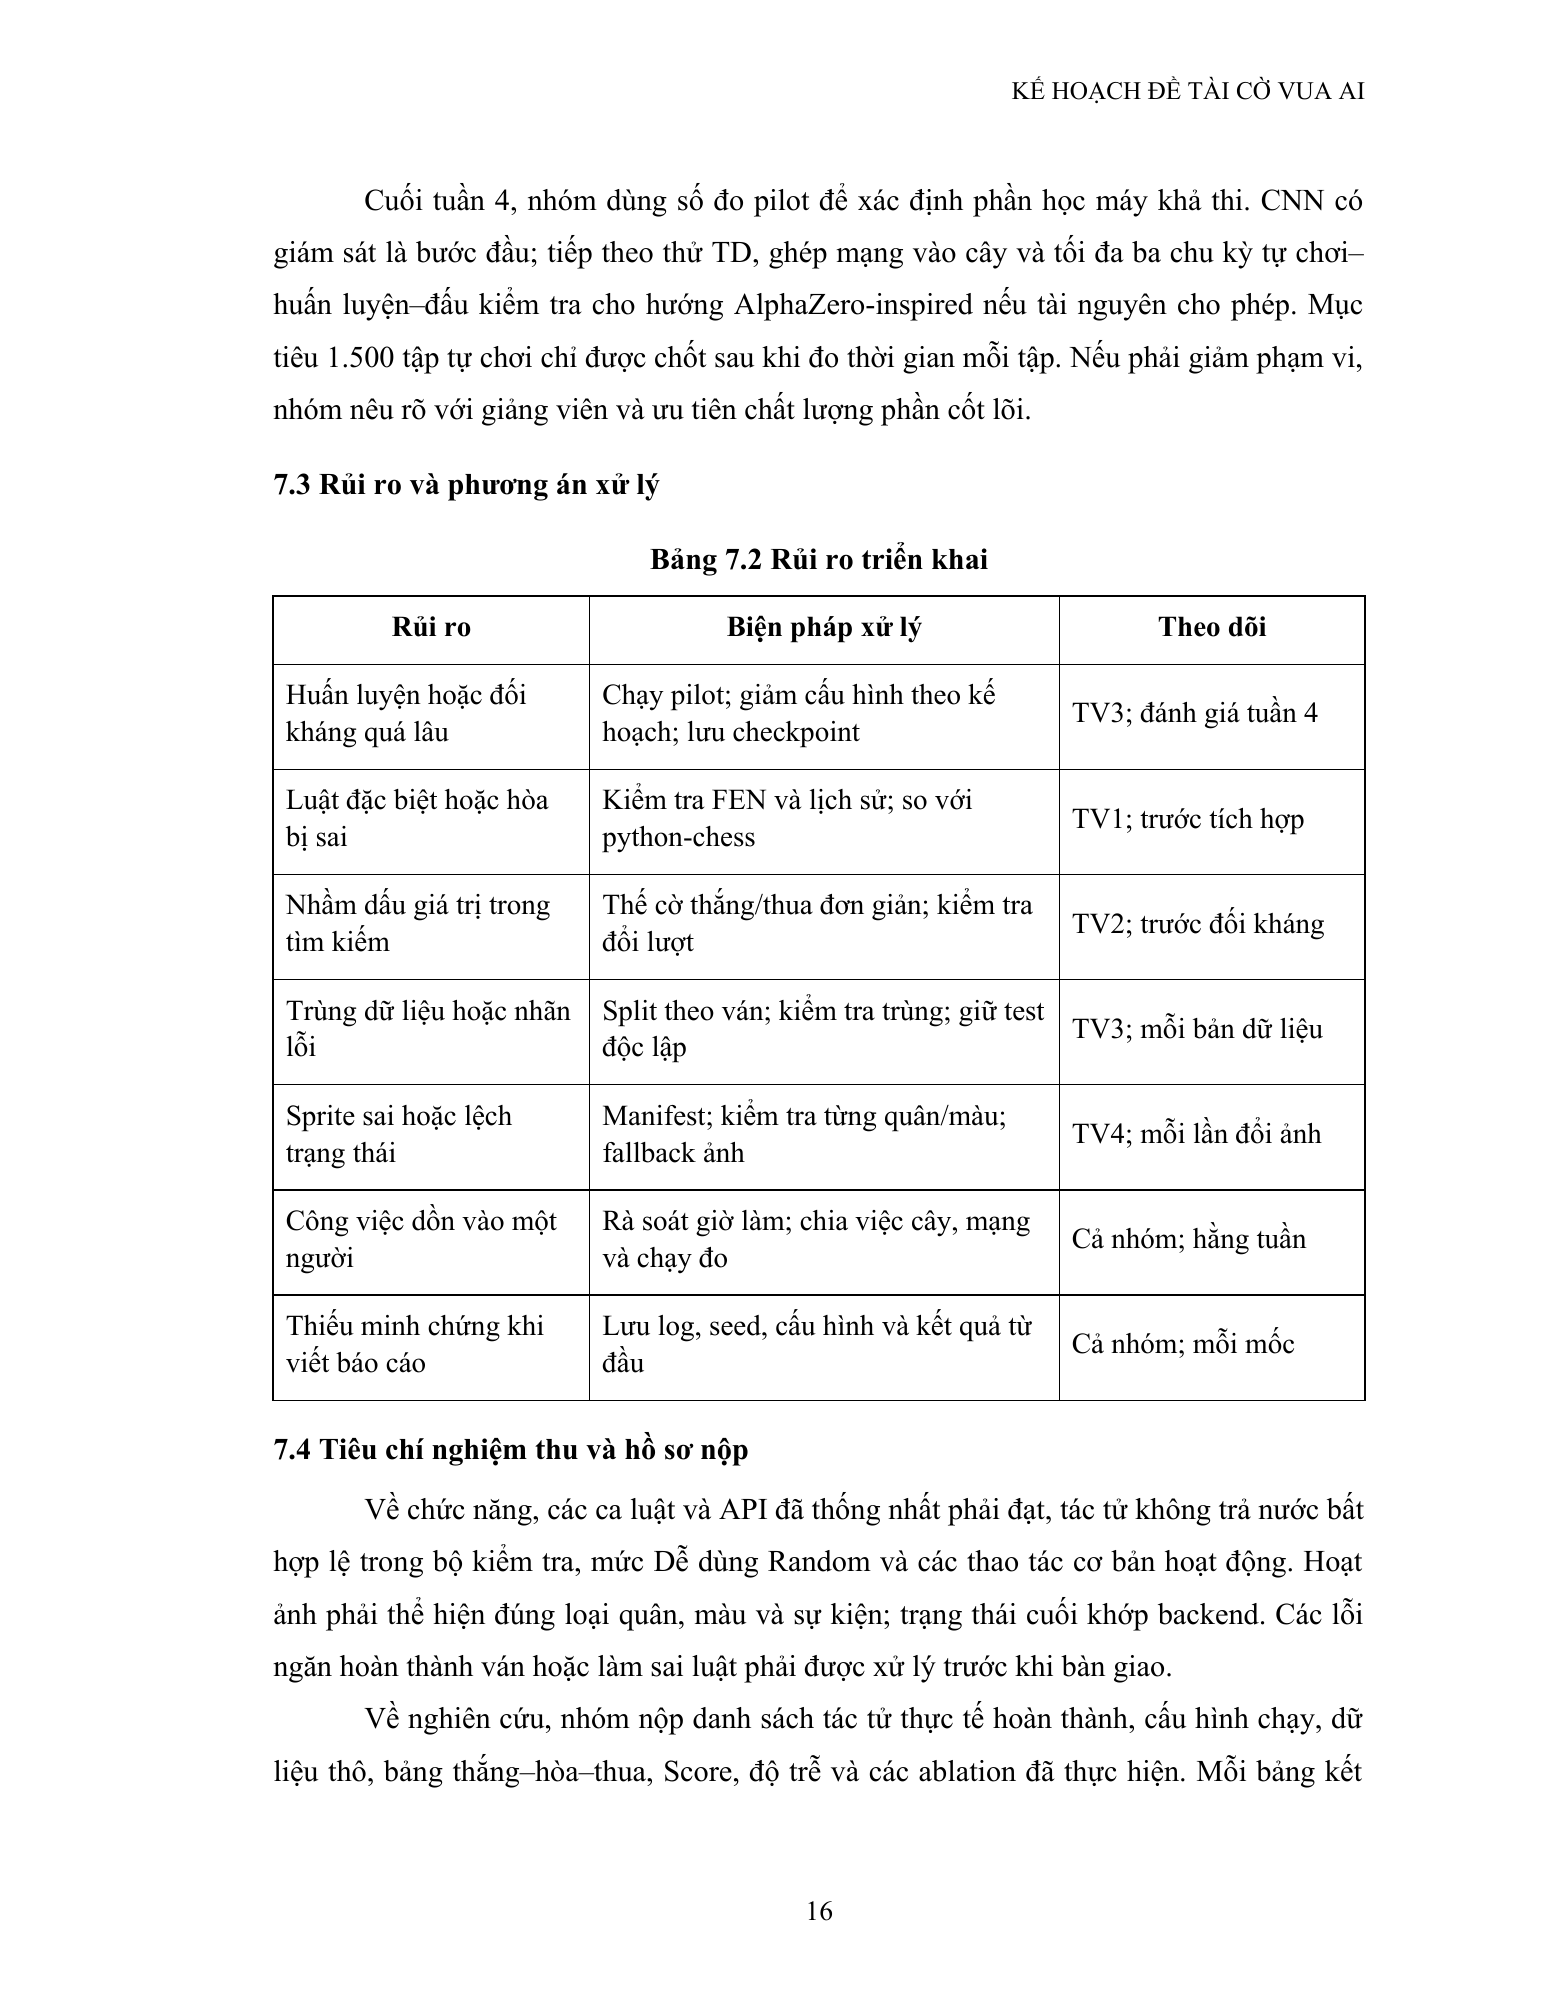 KẾ HOẠCH ĐỀ TÀI CỜ VUA AI
Cuối tuần 4, nhóm dùng số đo pilot để xác định phần học máy khả thi. CNN có
giám sát là bước đầu; tiếp theo thử TD, ghép mạng vào cây và tối đa ba chu kỳ tự chơi–
huấn luyện–đấu kiểm tra cho hướng AlphaZero-inspired nếu tài nguyên cho phép. Mục
tiêu 1.500 tập tự chơi chỉ được chốt sau khi đo thời gian mỗi tập. Nếu phải giảm phạm vi,
nhóm nêu rõ với giảng viên và ưu tiên chất lượng phần cốt lõi.
7.3 Rủi ro và phương án xử lý
Bảng 7.2 Rủi ro triển khai
Rủi ro
Biện pháp xử lý
Theo dõi
Huấn luyện hoặc đối
kháng quá lâu
Chạy pilot; giảm cấu hình theo kế
hoạch; lưu checkpoint
TV3; đánh giá tuần 4
Luật đặc biệt hoặc hòa
bị sai
Kiểm tra FEN và lịch sử; so với
python-chess
TV1; trước tích hợp
Nhầm dấu giá trị trong
tìm kiếm
Thế cờ thắng/thua đơn giản; kiểm tra
đổi lượt
TV2; trước đối kháng
Trùng dữ liệu hoặc nhãn
lỗi
Split theo ván; kiểm tra trùng; giữ test
độc lập
TV3; mỗi bản dữ liệu
Sprite sai hoặc lệch
trạng thái
Manifest; kiểm tra từng quân/màu;
fallback ảnh
TV4; mỗi lần đổi ảnh
Công việc dồn vào một
người
Rà soát giờ làm; chia việc cây, mạng
và chạy đo
Cả nhóm; hằng tuần
Thiếu minh chứng khi
viết báo cáo
Lưu log, seed, cấu hình và kết quả từ
đầu
Cả nhóm; mỗi mốc
7.4 Tiêu chí nghiệm thu và hồ sơ nộp
Về chức năng, các ca luật và API đã thống nhất phải đạt, tác tử không trả nước bất
hợp lệ trong bộ kiểm tra, mức Dễ dùng Random và các thao tác cơ bản hoạt động. Hoạt
ảnh phải thể hiện đúng loại quân, màu và sự kiện; trạng thái cuối khớp backend. Các lỗi
ngăn hoàn thành ván hoặc làm sai luật phải được xử lý trước khi bàn giao.
Về nghiên cứu, nhóm nộp danh sách tác tử thực tế hoàn thành, cấu hình chạy, dữ
liệu thô, bảng thắng–hòa–thua, Score, độ trễ và các ablation đã thực hiện. Mỗi bảng kết
16